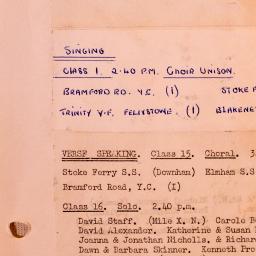 SINGING
CLASS 1. 2.40 P.M. CHOIR UNISON.
BRAMFORD RD. Y.C. (1) STOKE F
TRINITY Y.F. FELIXSTOWE. (1) BLAKENE
VERSE SPEAKING. Class 15. Choral. 3
Stoke Ferry S.S. (Downham) Elmham S.S
Bramford Road, Y.C. (I)
Class 16. Solo. 2.40 p.m.
David Staff. (Mile X. N.) Carole B
David Alexander. Katherine & Susan
Joanna & Jonathan Nicholls. & Richar
Dawn & Barbara Skinner. Kenneth Fro